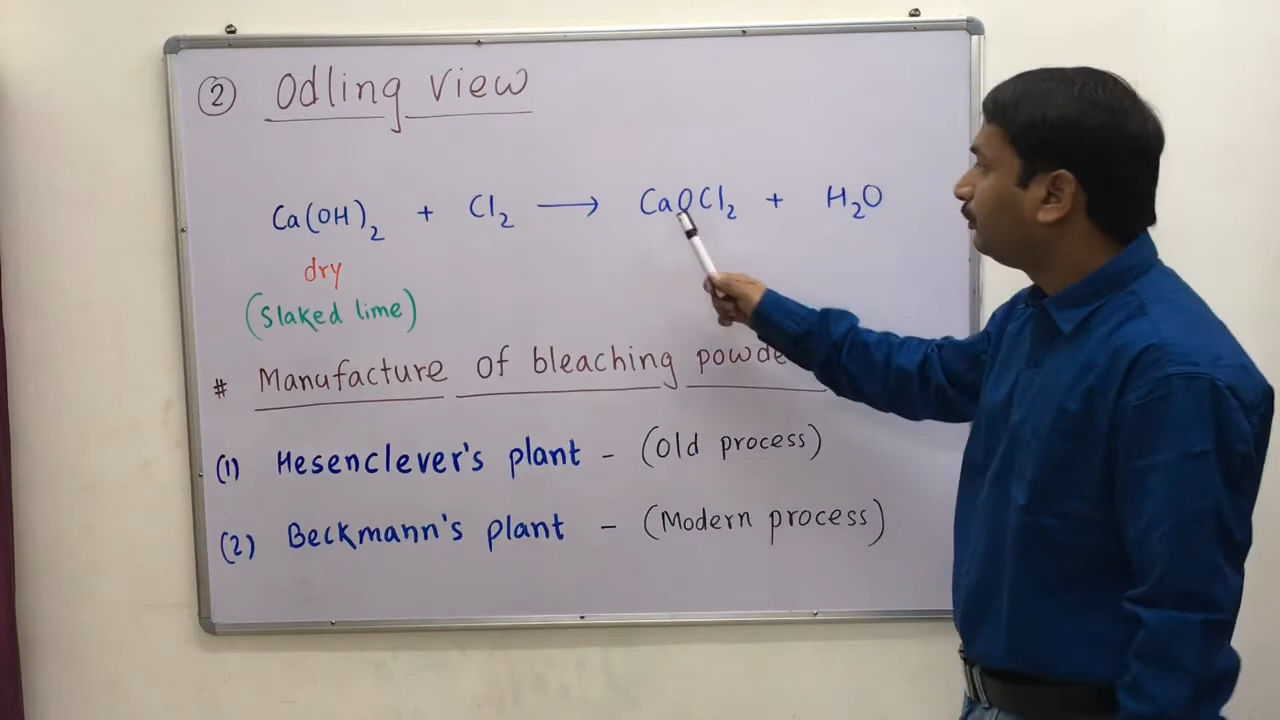 ② Odling view
Ca(OH)₂ + Cl₂ → CaOCl₂ + H₂O
dry
(Slaked lime)
# Manufacture of bleaching powde
(1) Hesenclever's plant - (Old process)
(2) Beckmann's plant - (Modern process)